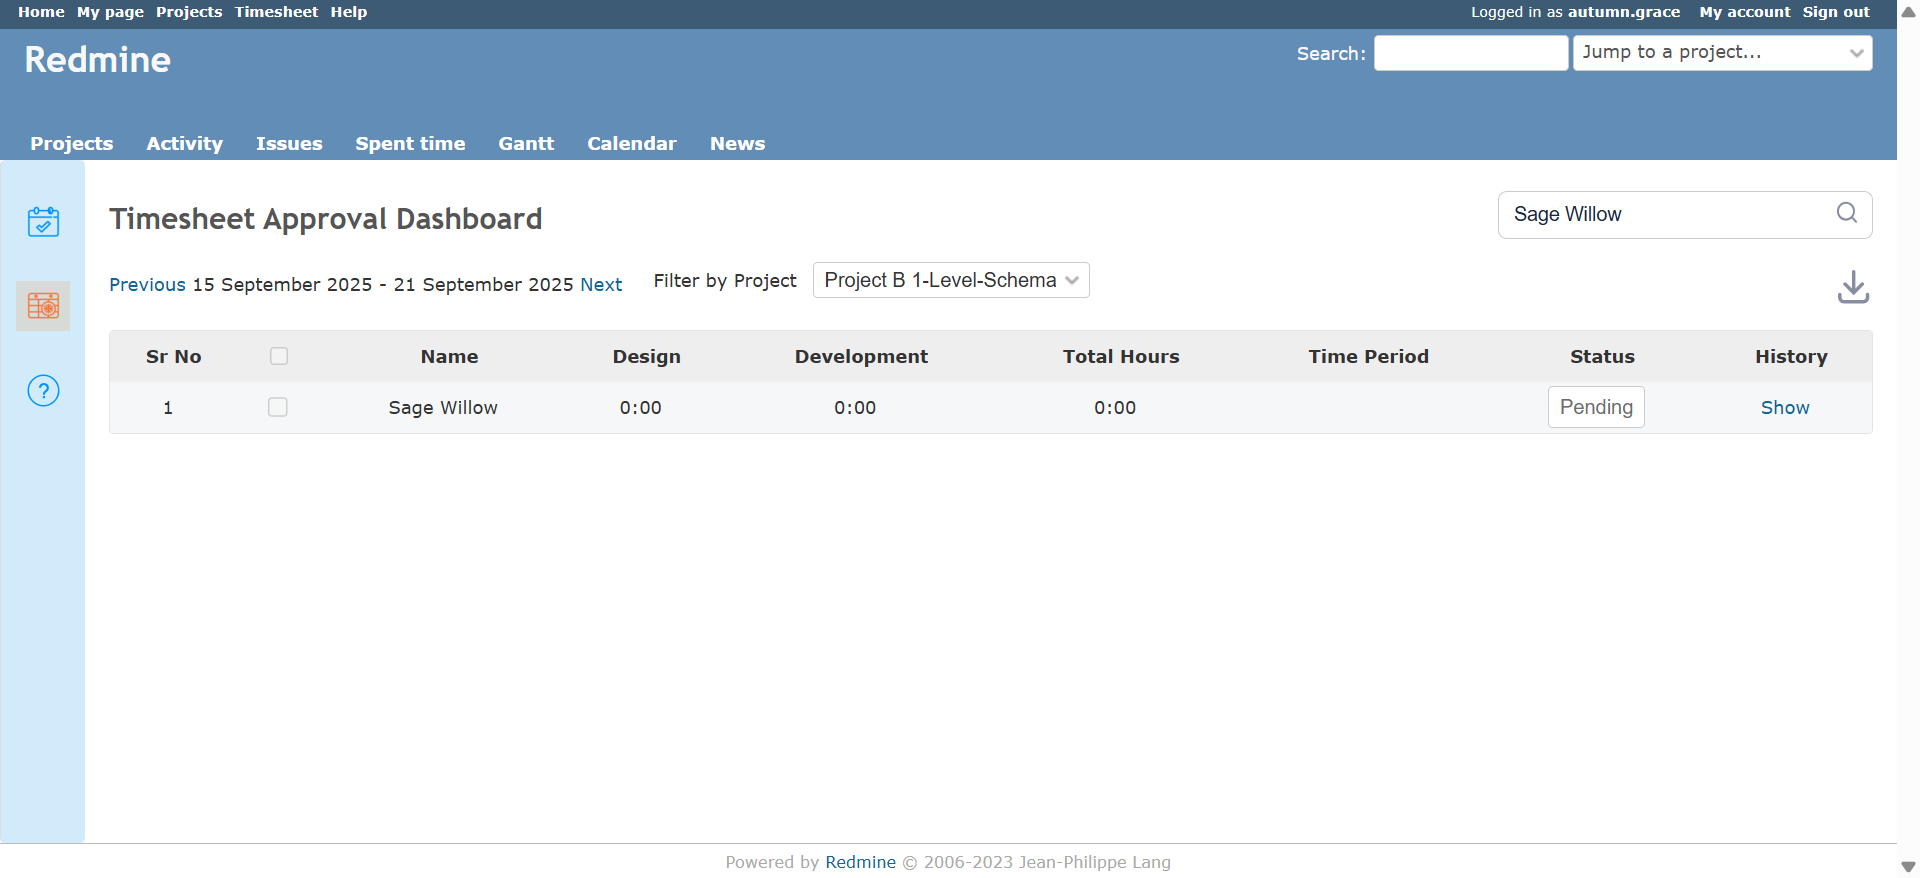 Home My page Projects Timesheet Help Logged in as autumn.grace My account Sign out
Redmine Search: Jump to a project...
Projects Activity Issues Spent time Gantt Calendar News
Timesheet Approval Dashboard Sage Willow
Previous 15 September 2025 - 21 September 2025 Next Filter by Project Project B 1-Level-Schema
Sr No Name Design Development Total Hours Time Period Status History
1 Sage Willow 0:00 0:00 0:00 Pending Show
?
Powered by Redmine © 2006-2023 Jean-Philippe Lang